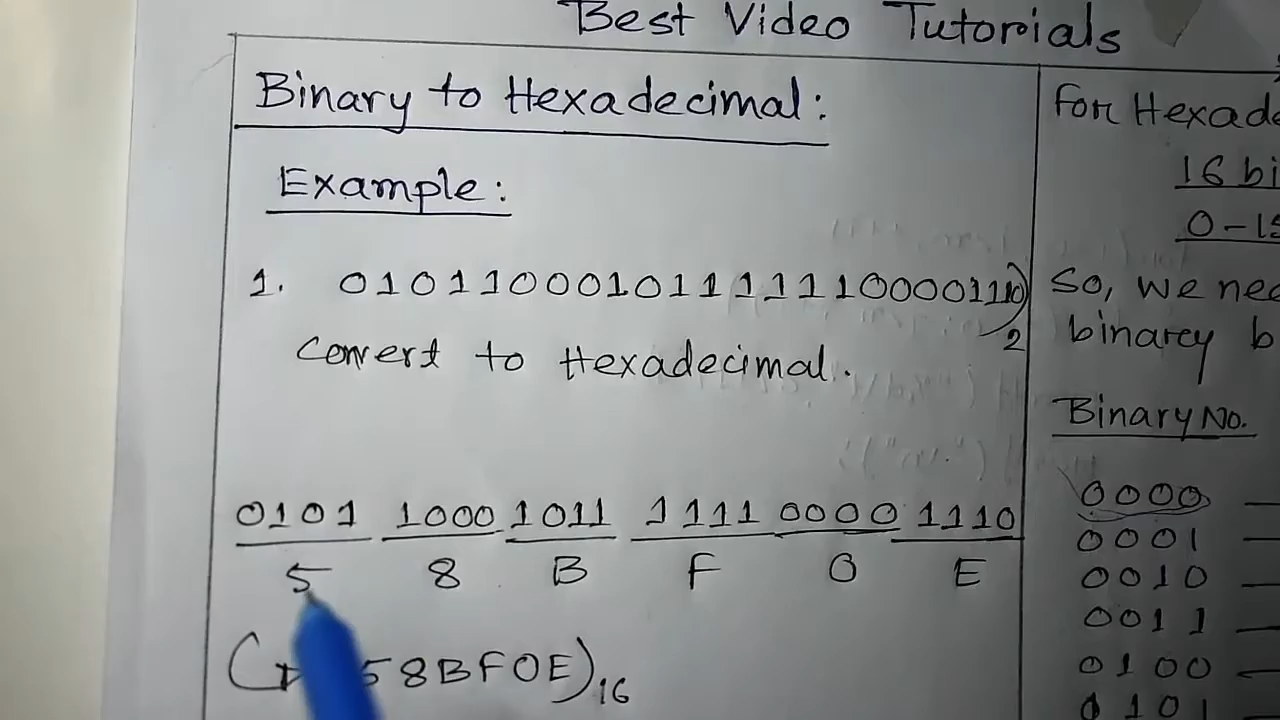 Best Video Tutorials
Binary to Hexadecimal:
Example:
1. 010110001011111100001110)2
Convert to Hexadecimal.
0101 1000 1011 1111 0000 1110
5 8 B F 0 E
58BF0E)16
For Hexade
16 bi
0-15
So, we nee
binarey b
Binary No.
0000
0001
0010
0011
0100
0101